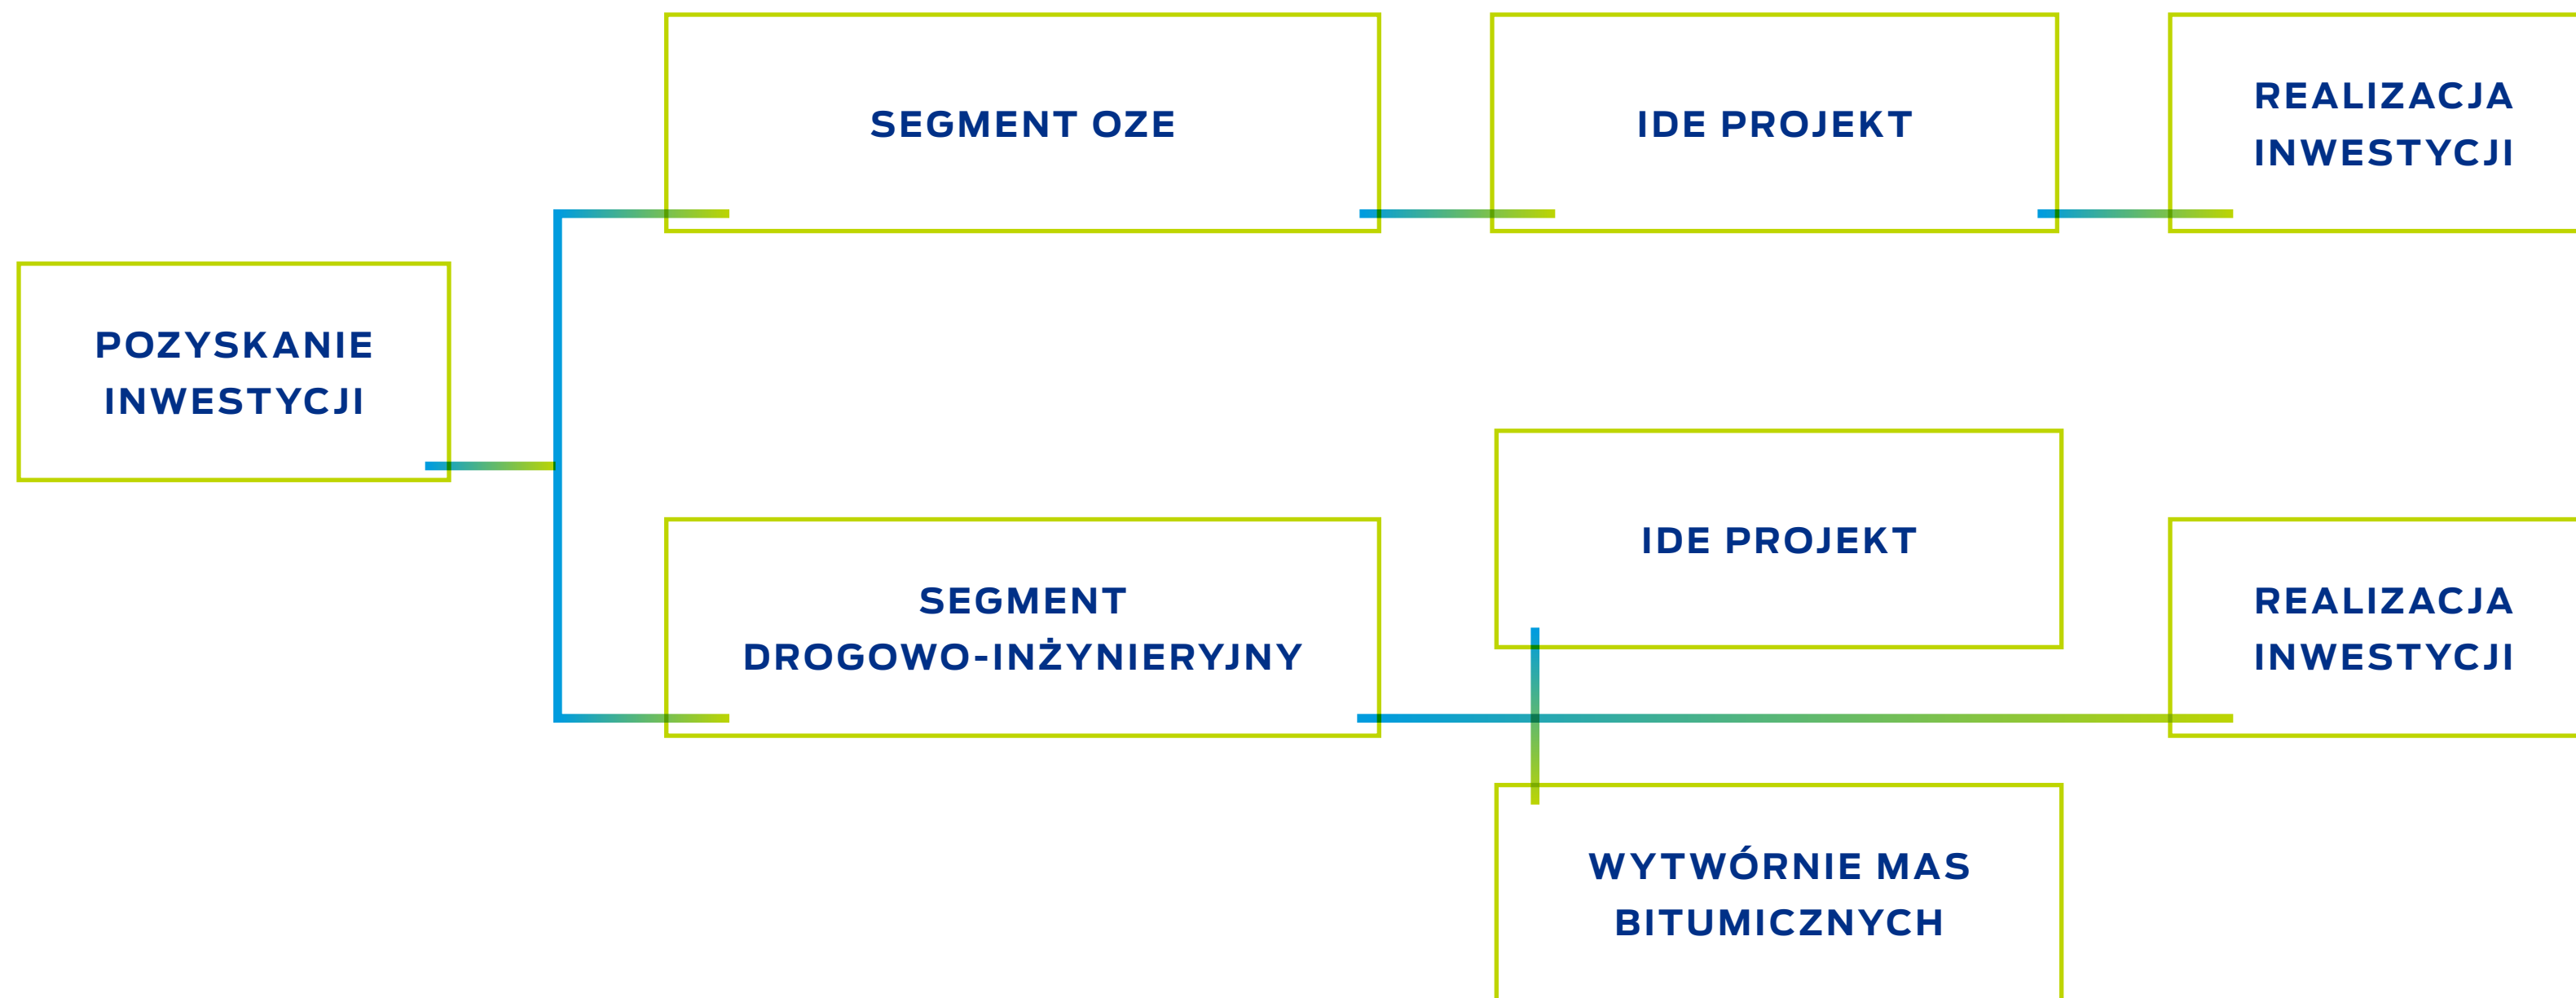 SEGMENT OZE
IDE PROJEKT
REALIZACJA
INWESTYCJI
POZYSKANIE
INWESTYCJI
SEGMENT
DROGOWO-INŻYNIERYJNY
IDE PROJEKT
REALIZACJA
INWESTYCJI
WYTWÓRNIE MAS
BITUMICZNYCH